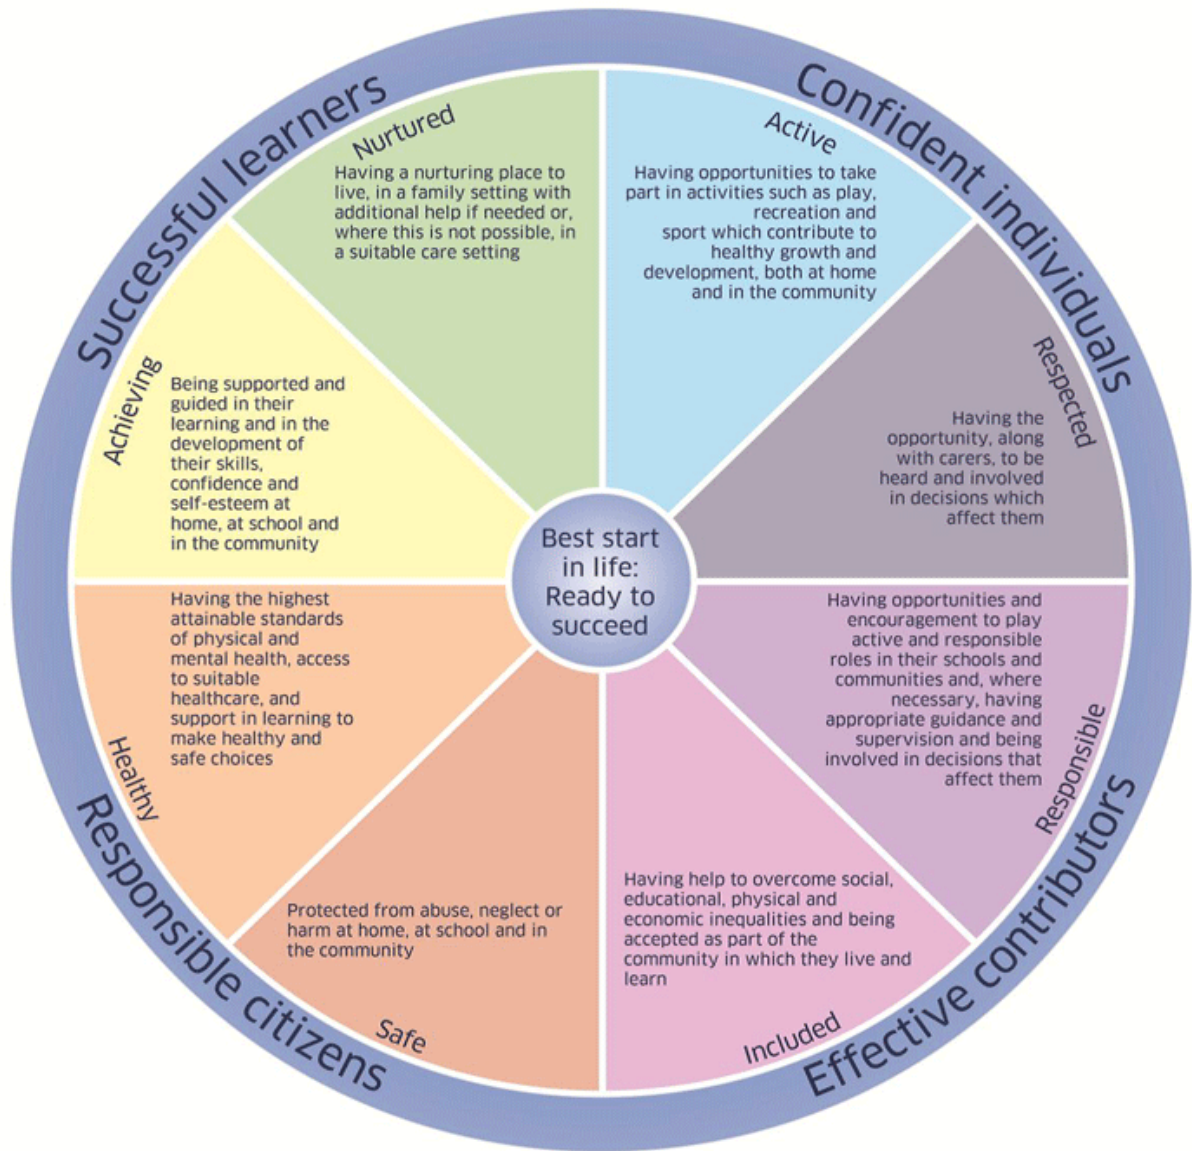 Successful learners
Confident individuals
Nurtured
Having a nurturing place to
live, in a family setting with
additional help if needed or,
where this is not possible, in
a suitable care setting
Active
Having opportunities to take
part in activities such as play,
recreation and
sport which contribute to
healthy growth and
development, both at home
and in the community
Achieving
Being supported and
guided in their
learning and in the
development of
their skills,
confidence and
self-esteem at
home, at school and
in the community
Respected
Having the
opportunity, along
with carers, to be
heard and involved
in decisions which
affect them
Best start
in life:
Ready to
succeed
Healthy
Having the highest
attainable standards
of physical and
mental health, access
to suitable
healthcare, and
support in learning to
make healthy and
safe choices
Responsible
Having opportunities and
encouragement to play
active and responsible
roles in their schools and
communities and, where
necessary, having
appropriate guidance and
supervision and being
involved in decisions that
affect them
Protected from abuse, neglect or
harm at home, at school and in
the community
Safe
Having help to overcome social,
educational, physical and
economic inequalities and being
accepted as part of the
community in which they live and
learn
Included
Responsible citizens
Effective contributors